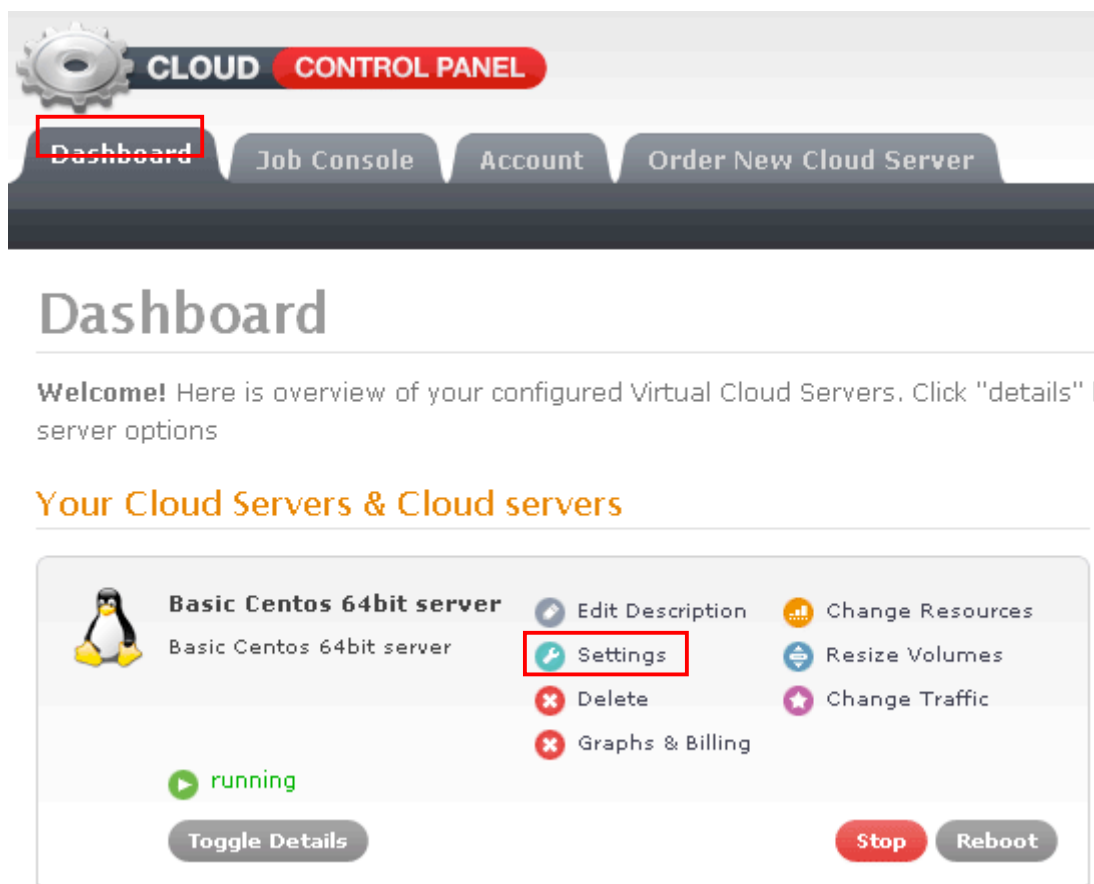 CLOUD CONTROL PANEL
Dashboard Job Console Account Order New Cloud Server
Dashboard
Welcome! Here is overview of your configured Virtual Cloud Servers. Click "details"
server options
Your Cloud Servers & Cloud servers
Basic Centos 64bit server
Basic Centos 64bit server
Edit Description Change Resources
Settings Resize Volumes
Delete Change Traffic
Graphs & Billing
running
Toggle Details Stop Reboot